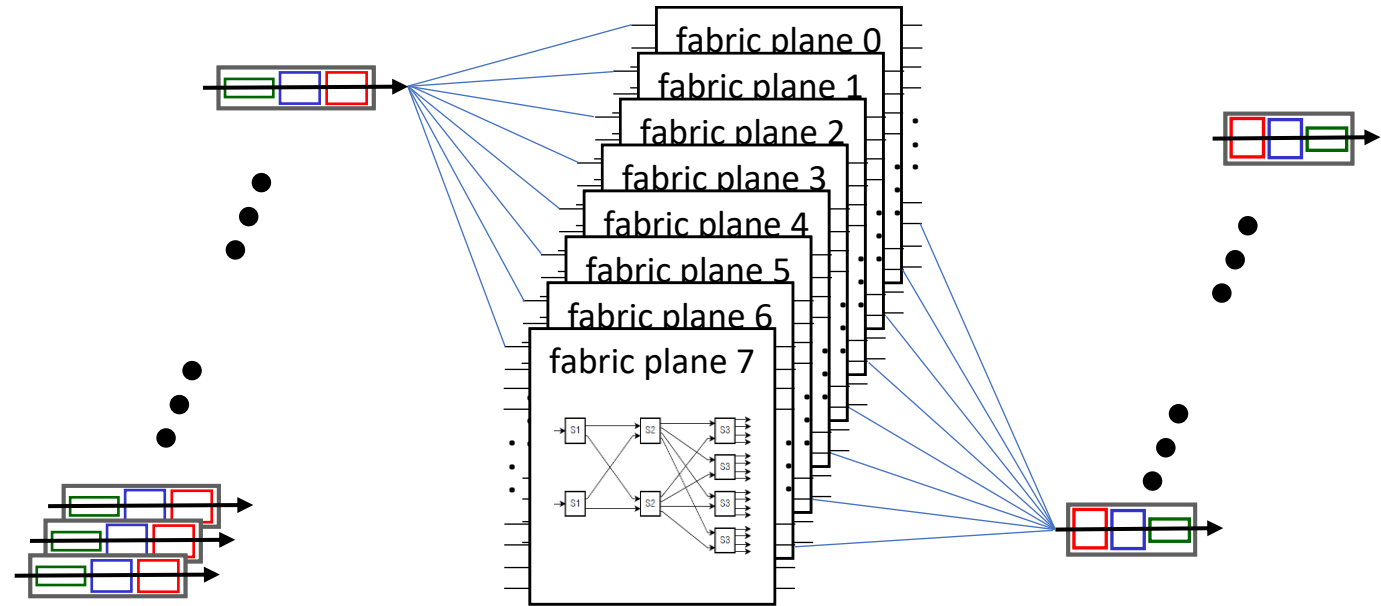 fabric plane 0
fabric plane 1
fabric plane 2
fabric plane 3
fabric plane 4
fabric plane 5
fabric plane 6
fabric plane 7
S1 S2 S3
S3
S1 S2 S3
S3